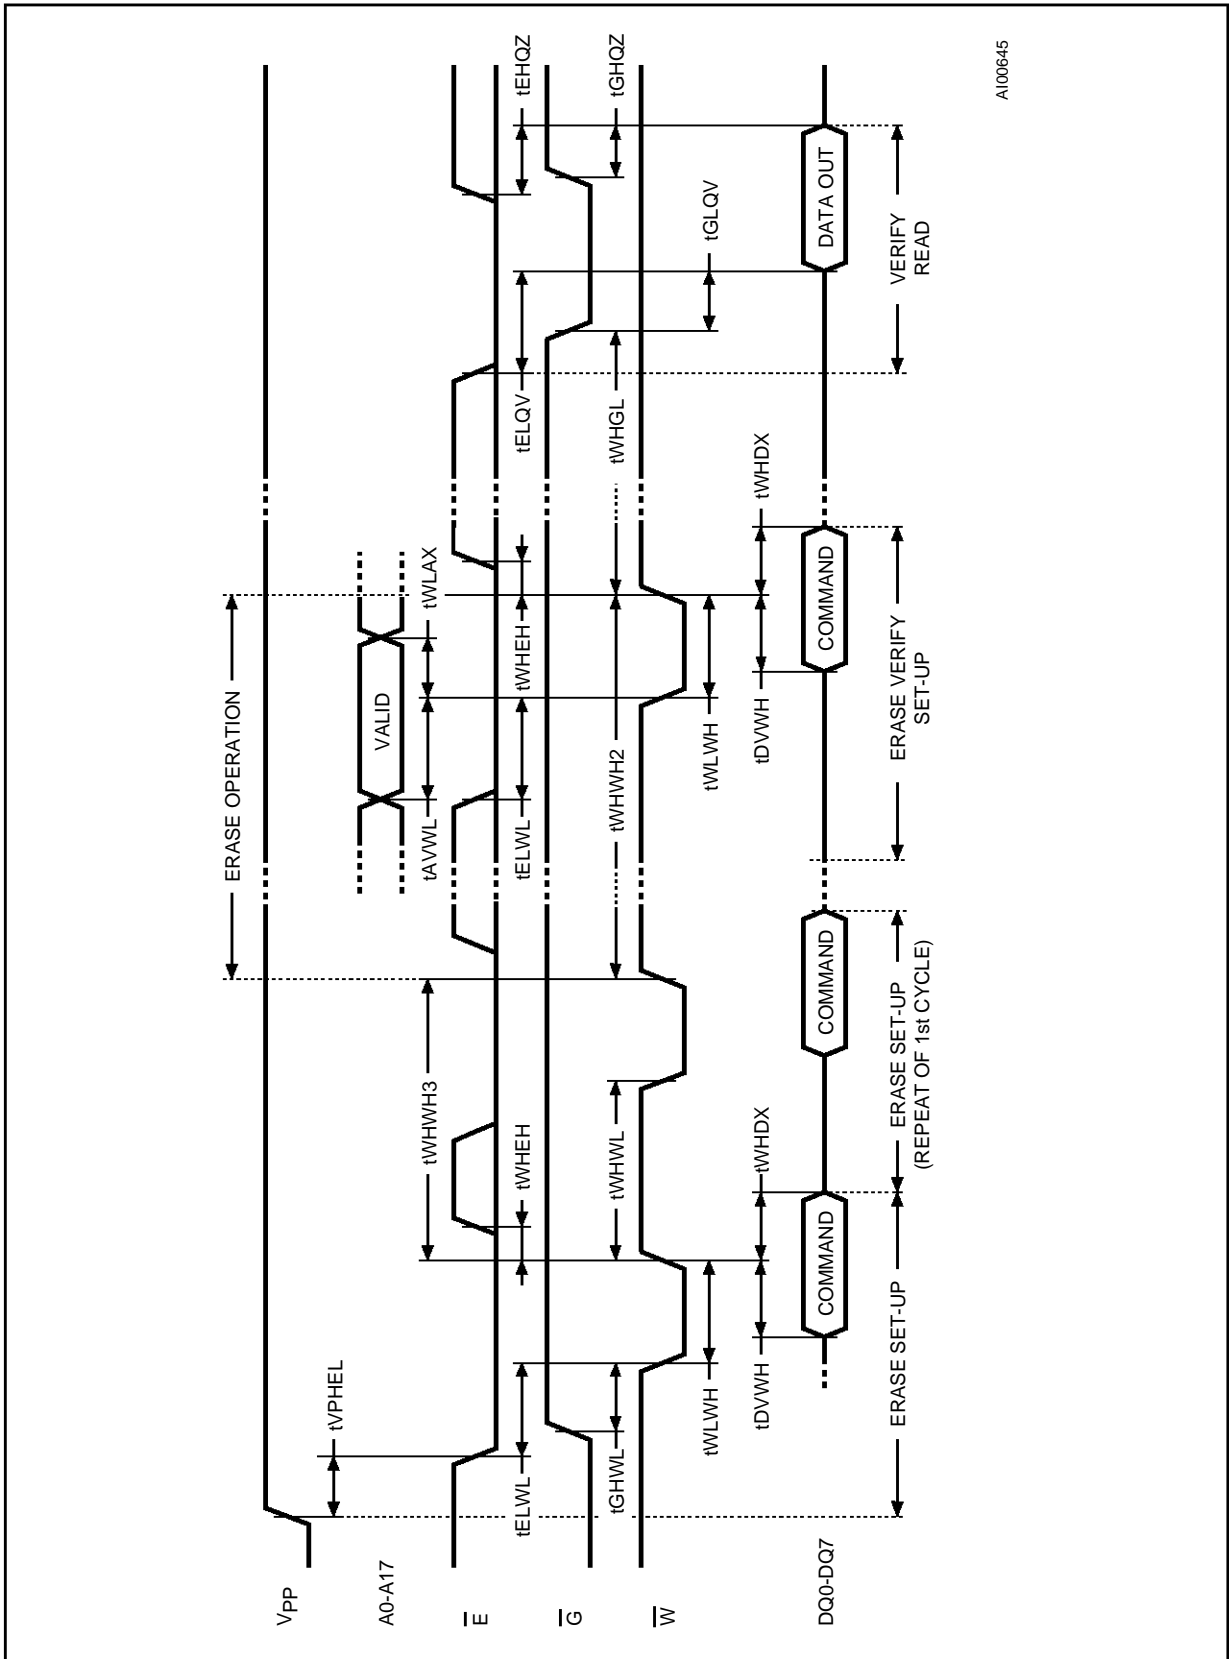 VPP
tVPHEL
ERASE OPERATION
A0-A17
VALID
tAVWL
tWLAX
tWHWH3
E
tELWL
tWHEH
tELWL
tWHEH
tELQV
tEHQZ
G
tGHWL
tWHWL
tWHWH2
tWHGL
tGHQZ
W
tWLWH
tWLWH
tGLQV
tDVWH
tWHDX
tDVWH
tWHDX
DQ0-DQ7
COMMAND
COMMAND
COMMAND
DATA OUT
ERASE SET-UP
ERASE SET-UP
(REPEAT OF 1st CYCLE)
ERASE VERIFY
SET-UP
VERIFY
READ
AI00645